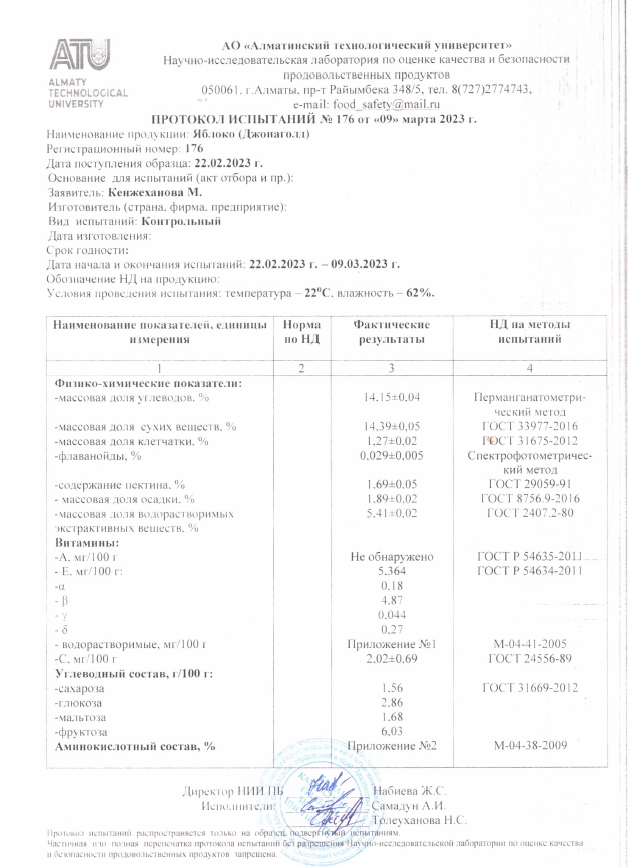 ATU
ALMATY
TECHNOLOGICAL
UNIVERSITY
АО «Алматинский технологический университет»
Научно-исследовательская лаборатория по оценке качества и безопасности
продовольственных продуктов
050061, г.Алматы, пр-т Райымбека 348/5, тел. 8(727)2774743,
e-mail: food_safety@mail.ru
ПРОТОКОЛ ИСПЫТАНИЙ № 176 от «09» марта 2023 г.
Наименование продукции: Яблоко (Джонаголд)
Регистрационный номер: 176
Дата поступления образца: 22.02.2023 г.
Основание для испытаний (акт отбора и пр.):
Заявитель: Кенжеханова М.
Изготовитель (страна, фирма, предприятие):
Вид испытаний: Контрольный
Дата изготовления:
Срок годности:
Дата начала и окончания испытаний: 22.02.2023 г. – 09.03.2023 г.
Обозначение НД на продукцию:
Условия проведения испытания: температура – 22⁰С, влажность – 62%.
Наименование показателей, единицы измерения | Норма по НД | Фактические результаты | НД на методы испытаний
1 | 2 | 3 | 4
Физико-химические показатели:
-массовая доля углеводов, % 14,15±0,04 Перманганатометри-
ческий метод
-массовая доля сухих веществ, % 14,39±0,05 ГОСТ 33977-2016
-массовая доля клетчатки, % 1,27±0,02 ГОСТ 31675-2012
-флаванойды, % 0,029±0,005 Спектрофотометричес-
кий метод
-содержание пектина, % 1,69±0,05 ГОСТ 29059-91
- массовая доля осадки, % 1,89±0,02 ГОСТ 8756.9-2016
-массовая доля водорастворимых 5,41±0,02 ГОСТ 2407.2-80
экстрактивных веществ, %
Витамины:
-А, мг/100 г Не обнаружено ГОСТ Р 54635-2011
- Е, мг/100 г: 5,364 ГОСТ Р 54634-2011
-α 0,18
- β 4,87
- γ 0,044
- δ 0,27
- водорастворимые, мг/100 г Приложение №1 М-04-41-2005
-С, мг/100 г 2,02±0,69 ГОСТ 24556-89
Углеводный состав, г/100 г:
-сахароза 1,56 ГОСТ 31669-2012
-глюкоза 2,86
-мальтоза 1,68
-фруктоза 6,03
Аминокислотный состав, % Приложение №2 М-04-38-2009
Директор НИИ ПБ Набиева Ж.С.
Исполнители: Самадун А.И.
Толеуханова Н.С.
Протокол испытаний распространяется только на образец, подвергнутый испытаниям.
Частичная или полная перепечатка протокола испытаний без разрешения Научно-исследовательской лаборатории по оценке качества
и безопасности продовольственных продуктов запрещена.